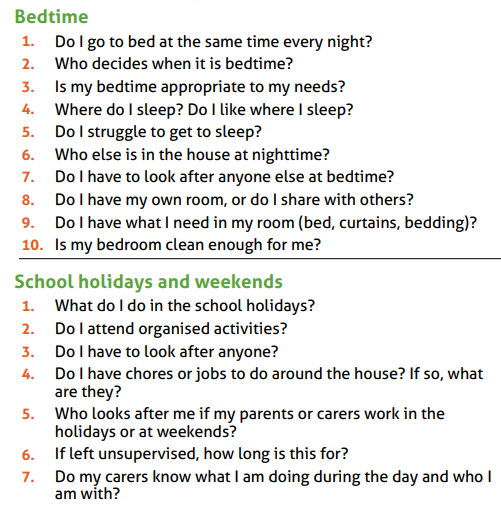 Bedtime
1. Do I go to bed at the same time every night?
2. Who decides when it is bedtime?
3. Is my bedtime appropriate to my needs?
4. Where do I sleep? Do I like where I sleep?
5. Do I struggle to get to sleep?
6. Who else is in the house at nighttime?
7. Do I have to look after anyone else at bedtime?
8. Do I have my own room, or do I share with others?
9. Do I have what I need in my room (bed, curtains, bedding)?
10. Is my bedroom clean enough for me?
School holidays and weekends
1. What do I do in the school holidays?
2. Do I attend organised activities?
3. Do I have to look after anyone?
4. Do I have chores or jobs to do around the house? If so, what
are they?
5. Who looks after me if my parents or carers work in the
holidays or at weekends?
6. If left unsupervised, how long is this for?
7. Do my carers know what I am doing during the day and who I
am with?